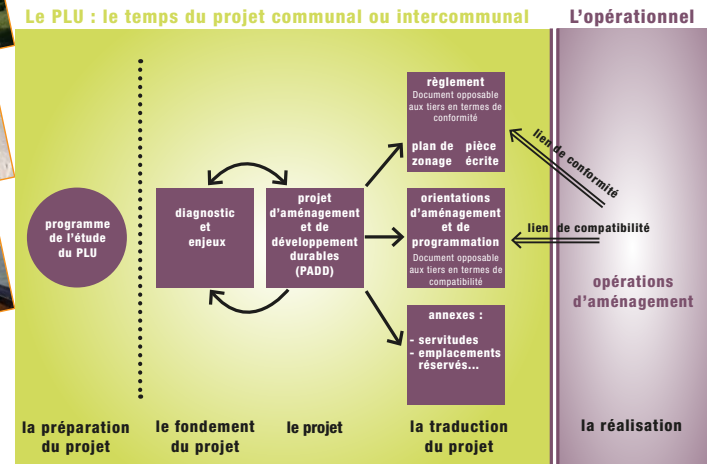 Le PLU : le temps du projet communal ou intercommunal
L'opérationnel
programme
de l'étude
du PLU
diagnostic
et
enjeux
projet
d'aménagement
et de
développement
durables
(PADD)
règlement
Document opposable
aux tiers en termes de
conformité
plan de pièce
zonage écrite
orientations
d'aménagement
et de
programmation
Document opposable
aux tiers en termes de
compatibilité
annexes :
- servitudes
- emplacements
réservés...
lien de conformité
lien de compatibilité
opérations
d'aménagement
la préparation
du projet
le fondement
du projet
le projet
la traduction
du projet
la réalisation